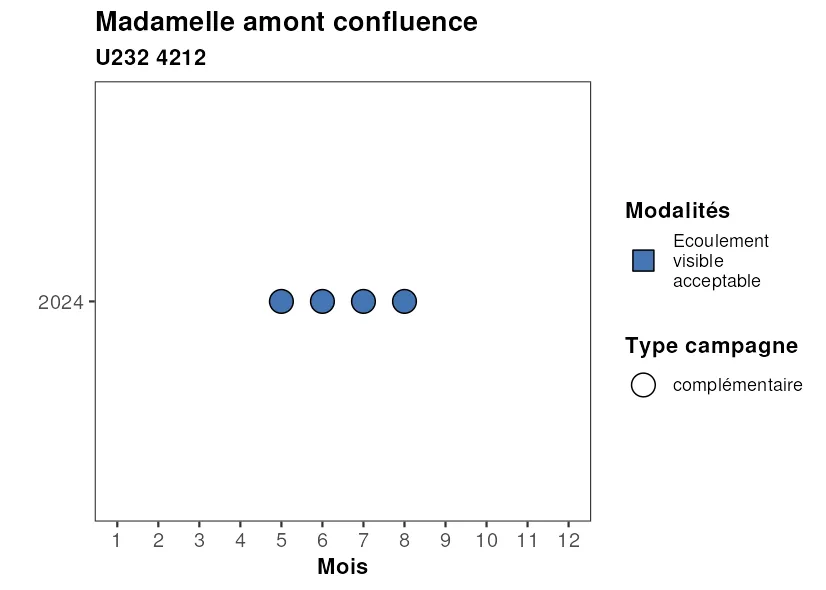 Madamelle amont confluence
U232 4212
Modalités
Ecoulement
visible
acceptable
2024
Type campagne
complémentaire
1 2 3 4 5 6 7 8 9 10 11 12
Mois